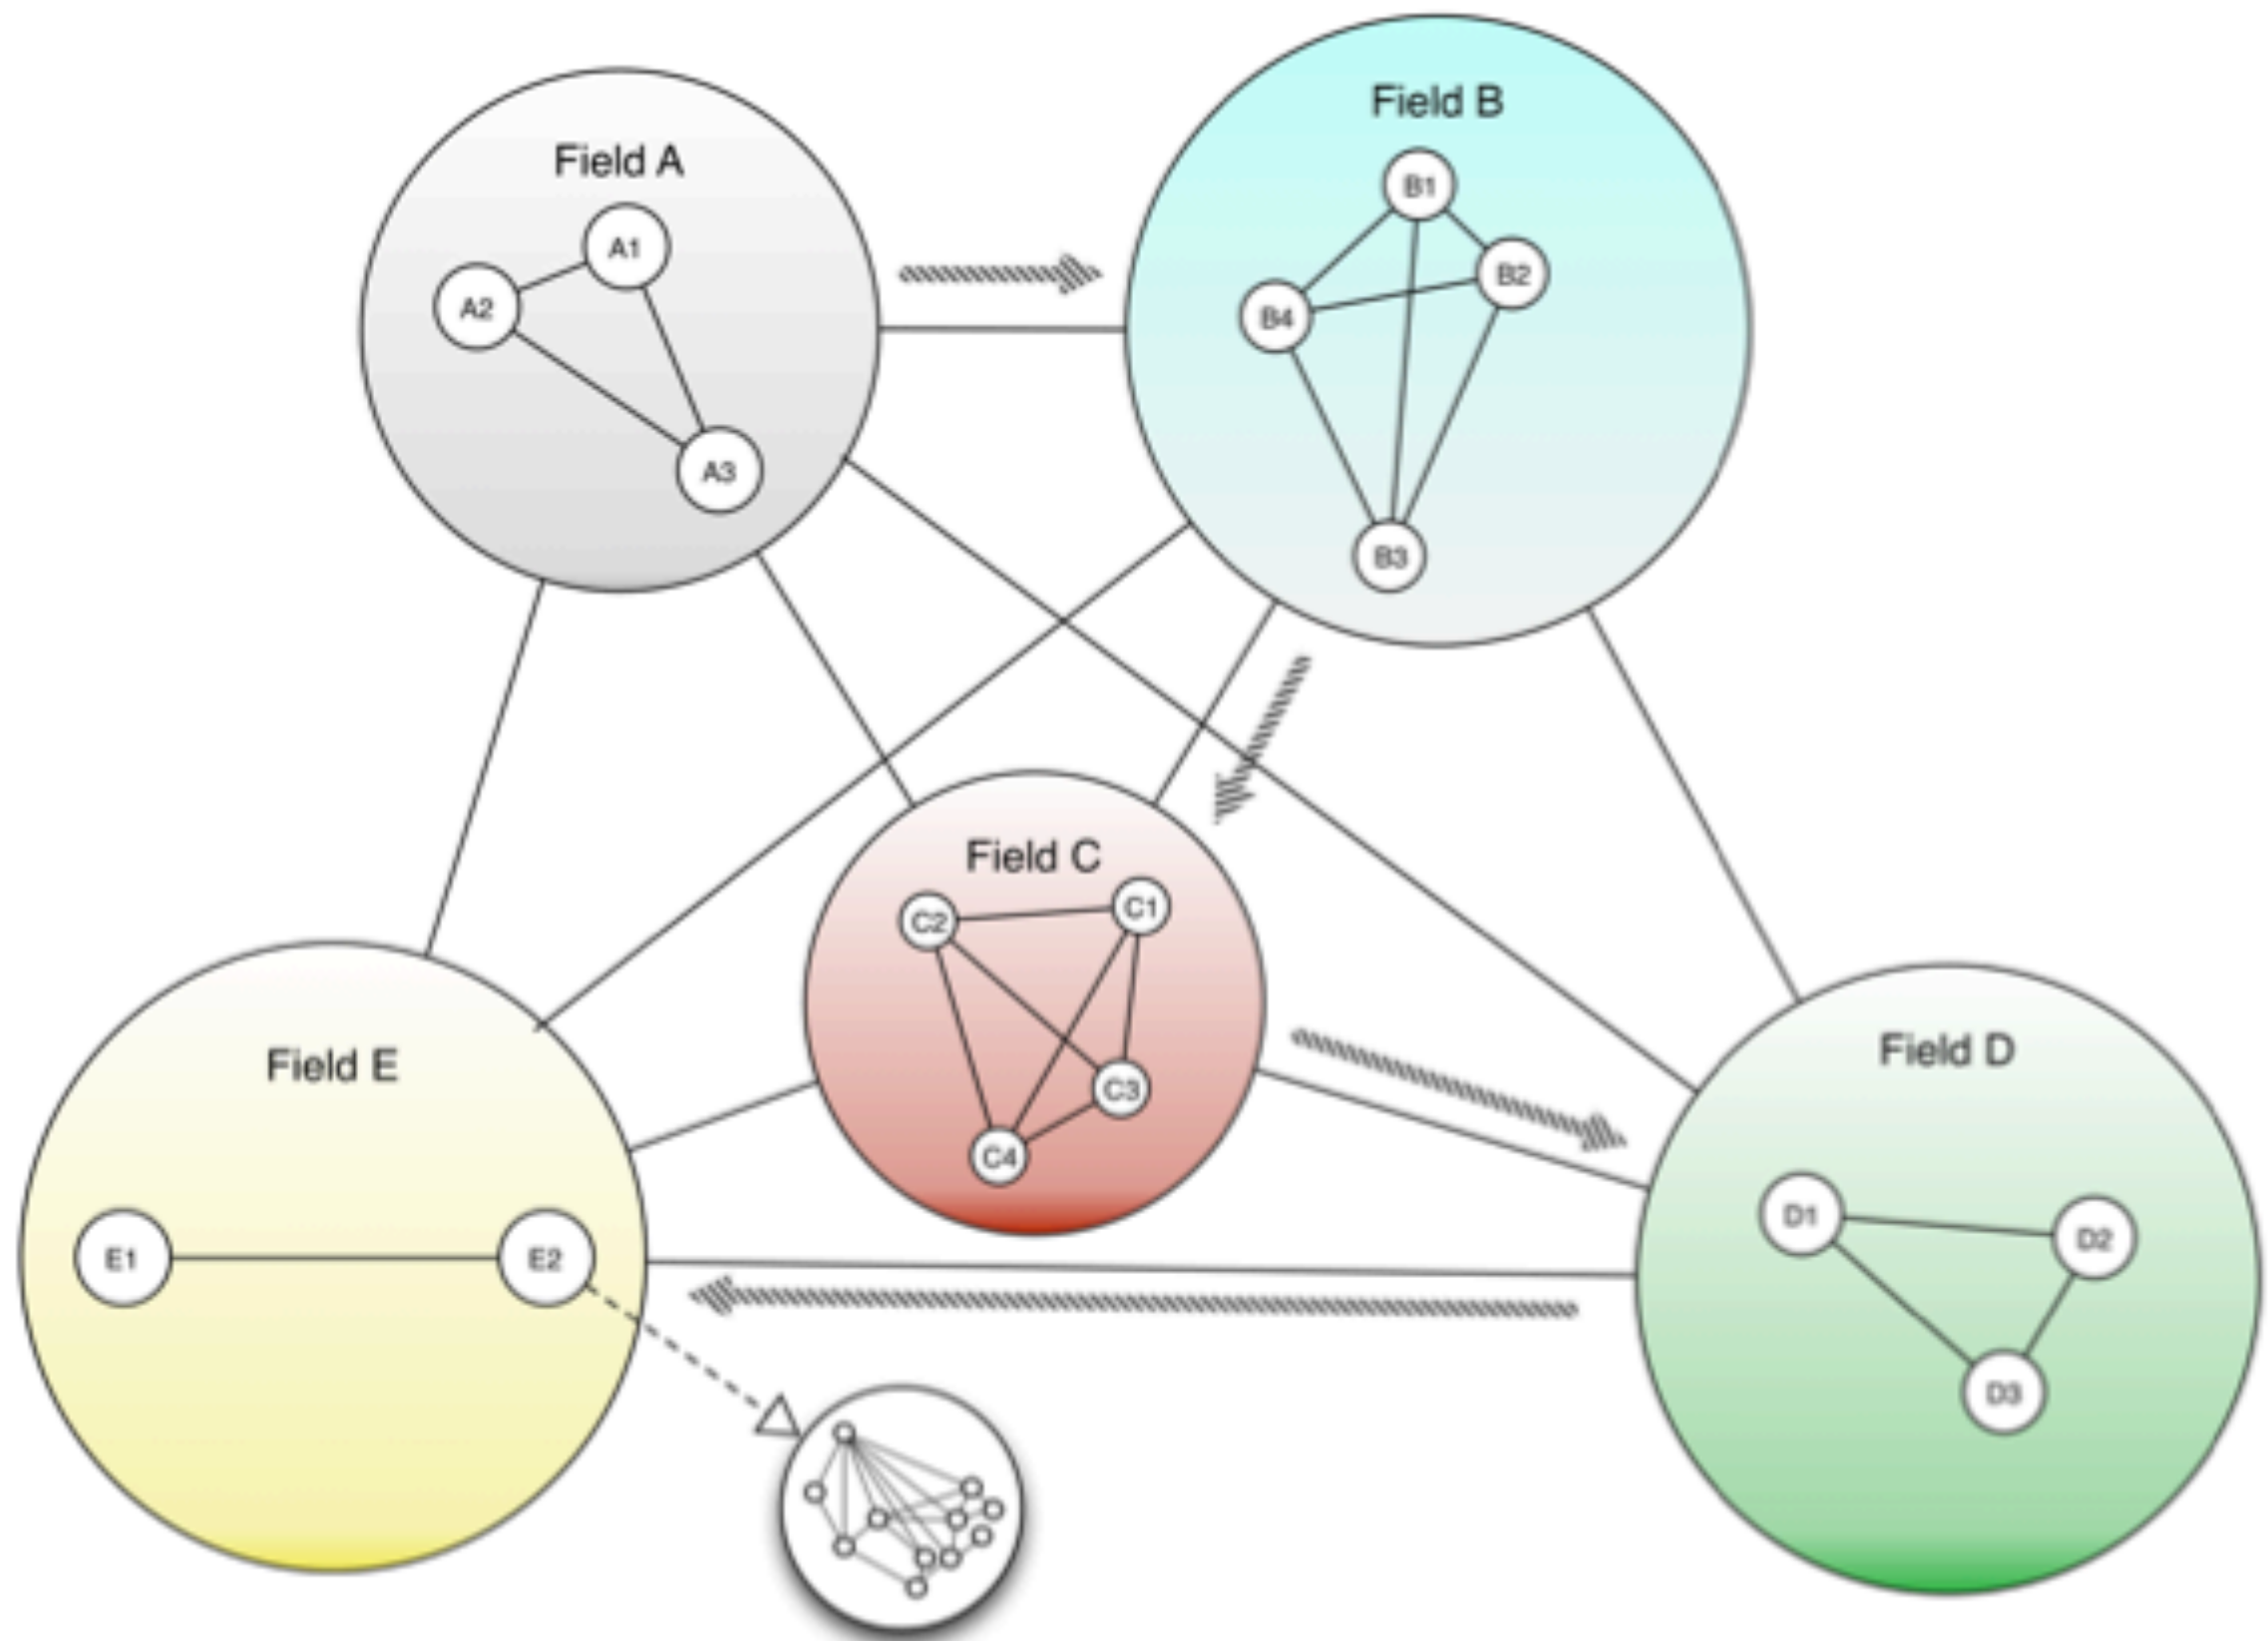 Field A
A1
A2
A3
Field B
B1
B2
B4
B3
Field C
C2
C1
C3
C4
Field E
E1
E2
Field D
D1
D2
D3